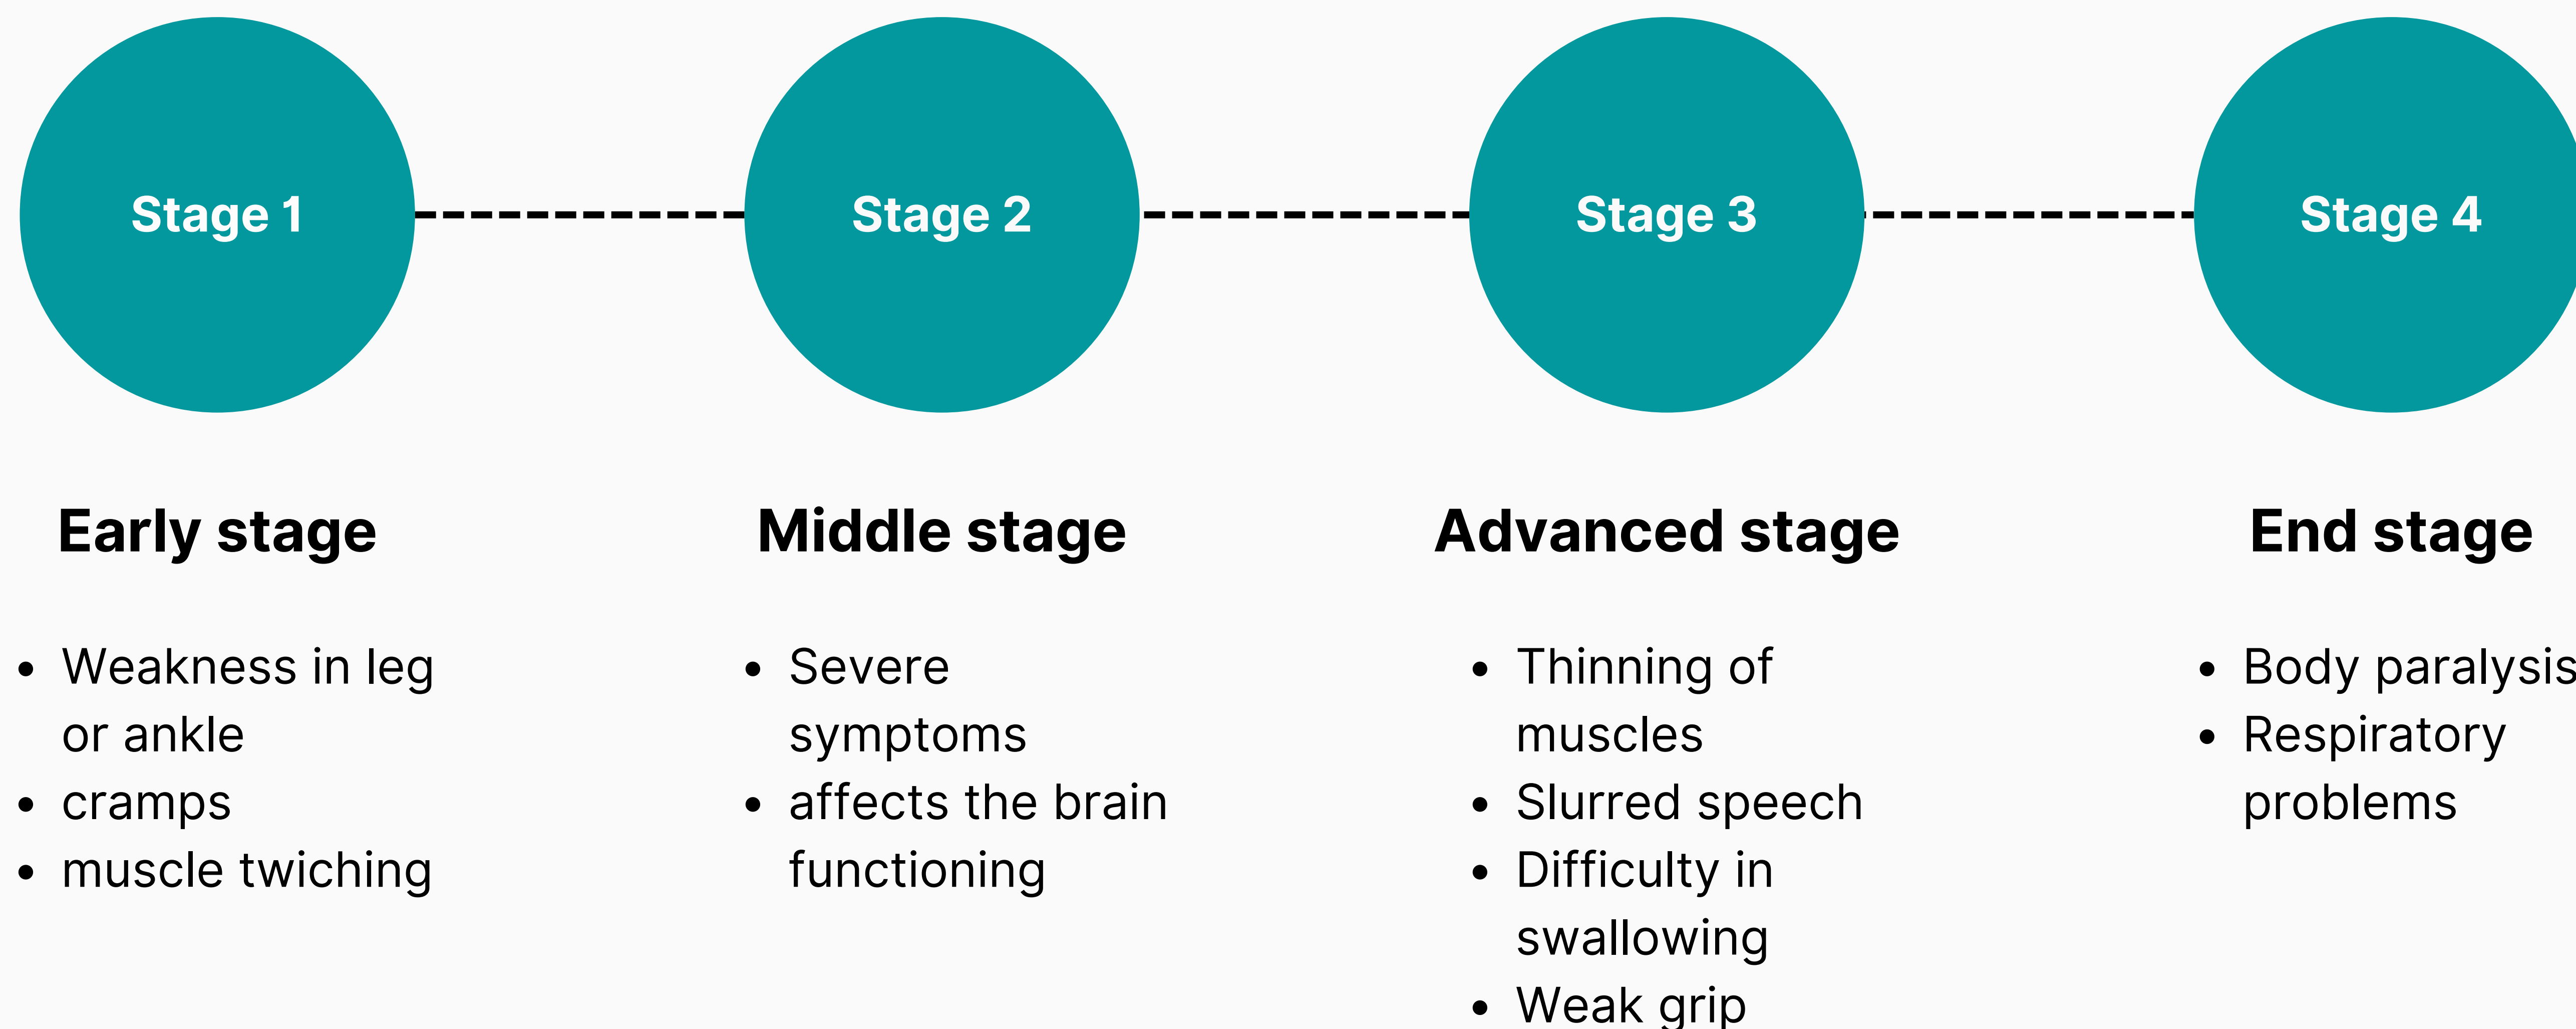 Stage 1
Stage 2
Stage 3
Stage 4
Early stage
• Weakness in leg
or ankle
• cramps
• muscle twiching
Middle stage
• Severe
symptoms
• affects the brain
functioning
Advanced stage
• Thinning of
muscles
• Slurred speech
• Difficulty in
swallowing
• Weak grip
End stage
• Body paralysis
• Respiratory
problems